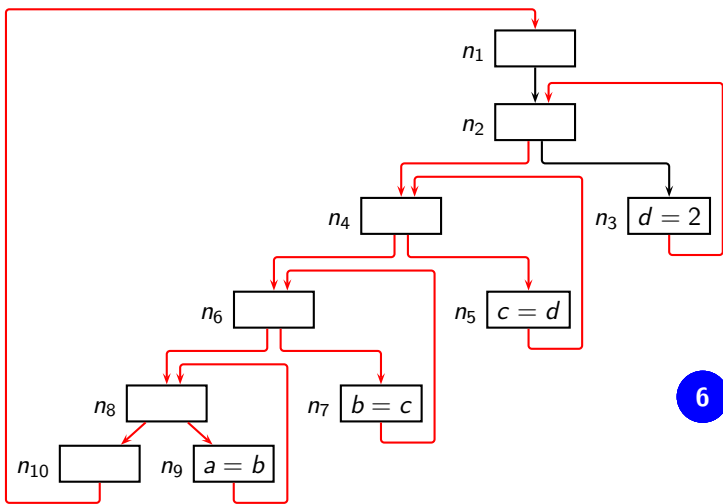 n1
n2
n4
n3 d = 2
n6
n5 c = d
n8
n7 b = c
6
n10
n9 a = b